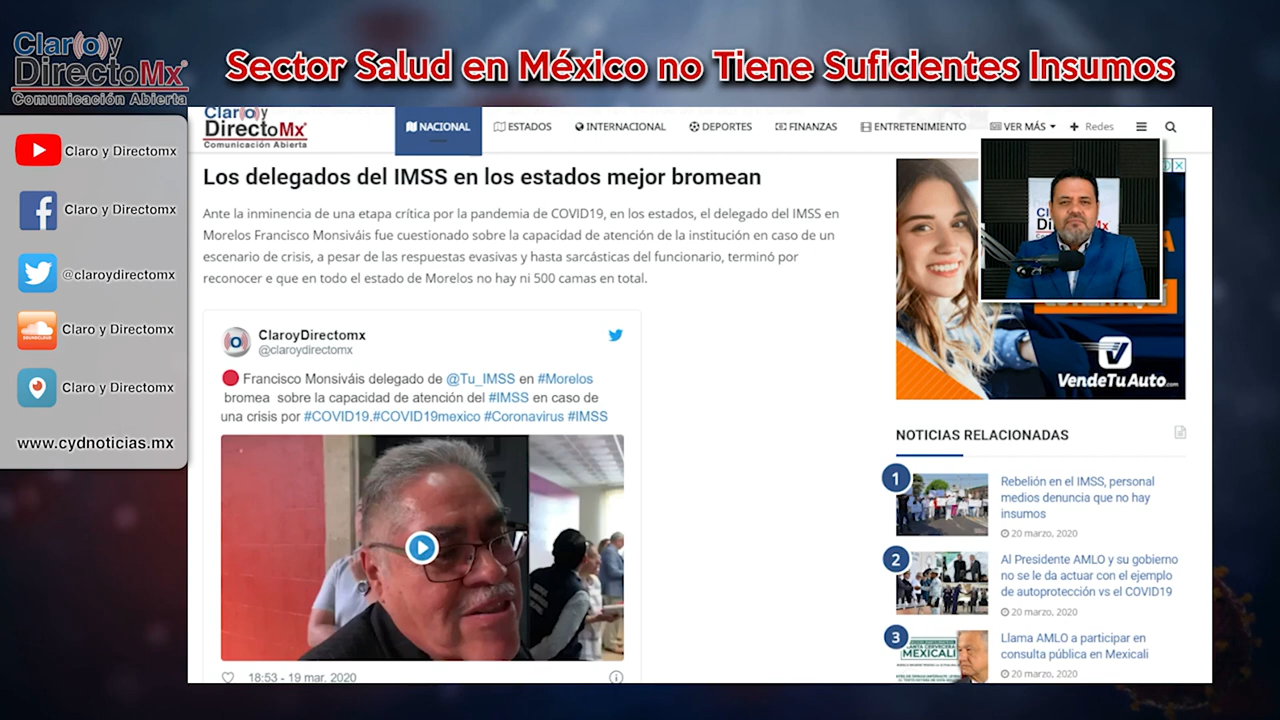 Claro y
DirectoMx
Comunicación Abierta
Sector Salud en México no Tiene Suficientes Insumos
Claro y Directomx
Claro y Directomx
@claroydirectomx
SOUNDCLOUD
Claro y Directomx
Claro y Directomx
www.cydnoticias.mx
Claro y
DirectoMx
Comunicación Abierta
NACIONAL
ESTADOS
INTERNACIONAL
DEPORTES
FINANZAS
ENTRETENIMIENTO
VER MÁS
Redes
Los delegados del IMSS en los estados mejor bromean
Ante la inminencia de una etapa crítica por la pandemia de COVID19, en los estados, el delegado del IMSS en
Morelos Francisco Monsiváis fue cuestionado sobre la capacidad de atención de la institución en caso de un
escenario de crisis, a pesar de las respuestas evasivas y hasta sarcásticas del funcionario, terminó por
reconocer e que en todo el estado de Morelos no hay ni 500 camas en total.
ClaroyDirectomx
@claroydirectomx
Francisco Monsiváis delegado de @Tu_IMSS en #Morelos
bromea sobre la capacidad de atención del #IMSS en caso de
una crisis por #COVID19.#COVID19mexico #Coronavirus #IMSS
18:53 - 19 mar. 2020
VendeTuAuto.com
NOTICIAS RELACIONADAS
1
Rebelión en el IMSS, personal
medios denuncia que no hay
insumos
20 marzo, 2020
2
Al Presidente AMLO y su gobierno
no se le da actuar con el ejemplo
de autoprotección vs el COVID19
20 marzo, 2020
3
Llama AMLO a participar en
consulta pública en Mexicali
20 marzo, 2020
MEXICALI